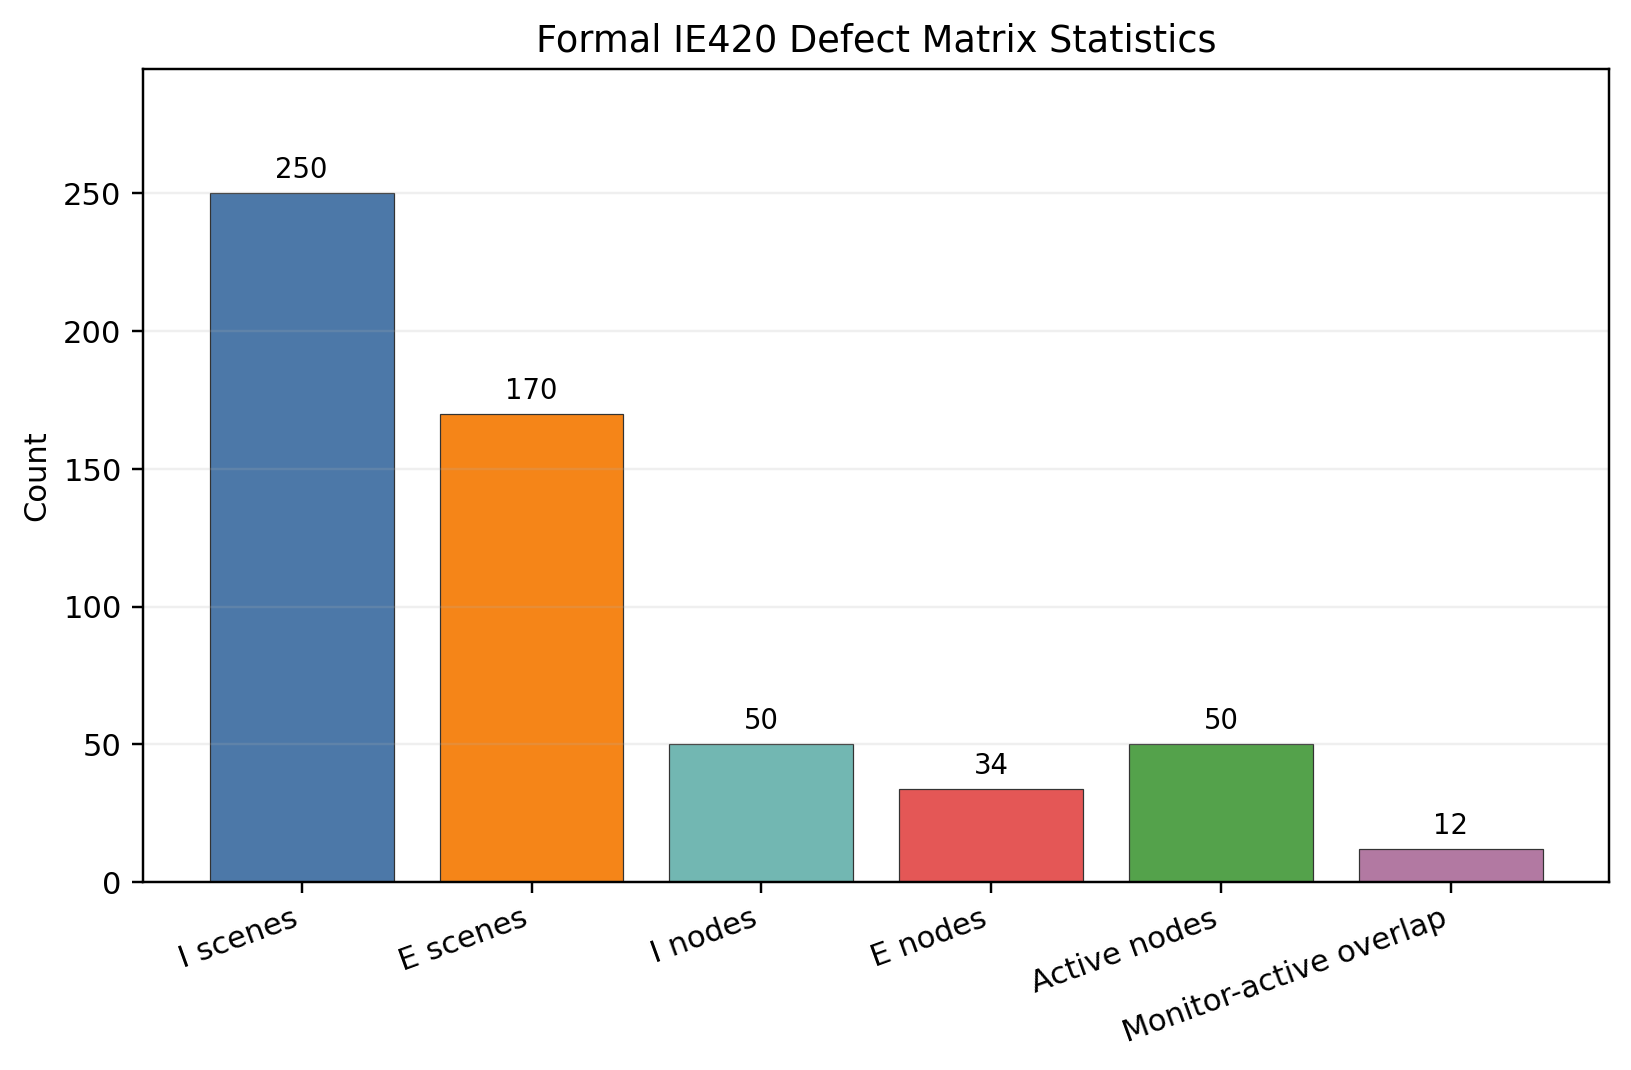 Formal IE420 Defect Matrix Statistics
250
200
150
100
50
0
Count
250
170
50
34
50
12
I scenes
E scenes
I nodes
E nodes
Active nodes
Monitor-active overlap